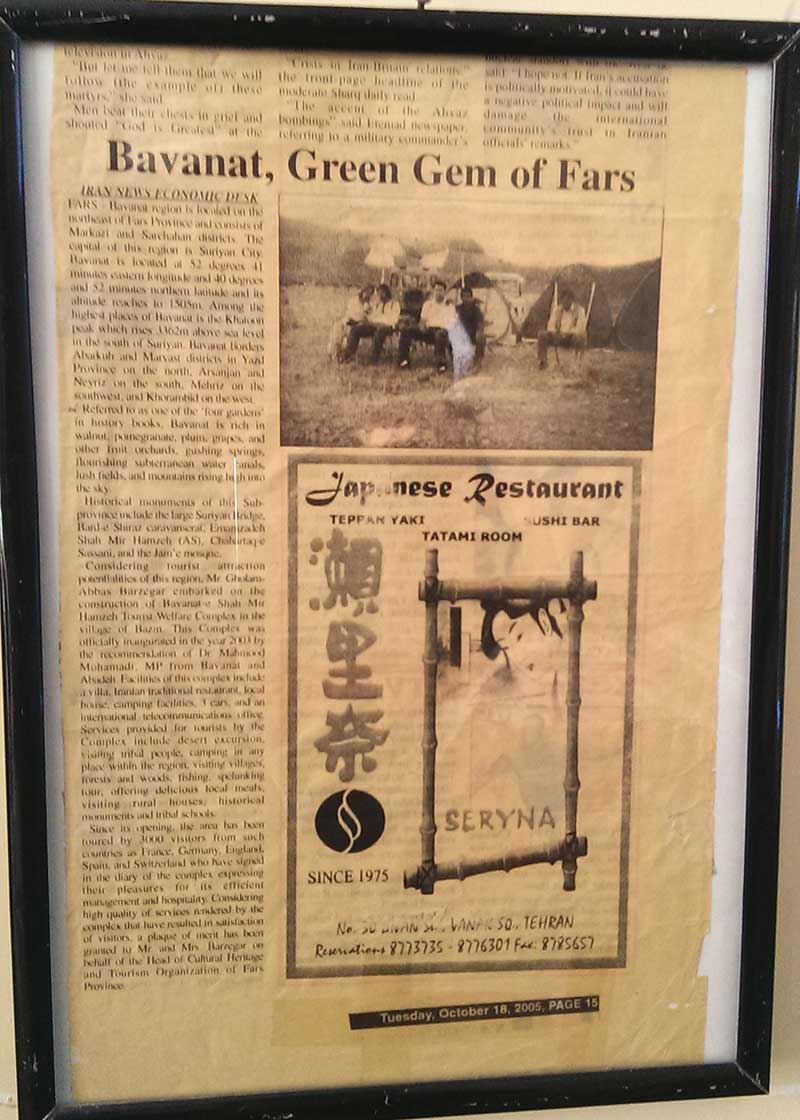 television in Ahvaz
"But let me tell them that we will
follow (the example of) these
martyrs," she said.
Men beat their chests in grief and
shouted "God is Greatest" at the
"Crisis in Iran-Britain relations,"
the front-page headline of the
moderate Sharq daily read.
"The accent of the Ahvaz
bombings" said Etemad newspaper,
referring to a military commander's
said. "I hope not. If Iran's accusation
is politically motivated, it could have
a negative political impact and will
damage the international
community's trust in Iranian
officials' remarks."
Bavanat, Green Gem of Fars
IRAN NEWS ECONOMIC DESK
FARS - Bavanat region is located on the
northeast of Fars Province and consists of
Markazi and Sarchahan districts. The
capital of this region is Suriyan City.
Bavanat is located at 52 degrees 41
minutes eastern longitude and 40 degrees
and 52 minutes northern latitude and its
altitude reaches to 1505m. Among the
highest places of Bavanat is the Khatoon
peak which rises 3362m above sea level
in the south of Suriyan. Bavanat borders
Abarkuh and Marvast districts in Yazd
Province on the north, Arsanjan and
Neyriz on the south, Mehriz on the
southwest, and Khorambid on the west.
Referred to as one of the 'four gardens'
in history books, Bavanat is rich in
walnut, pomegranate, plum, grapes, and
other fruit orchards, gushing springs,
flourishing subterranean water canals,
lush fields, and mountains rising high into
the sky.
Historical monuments of this Sub-
province include the large Suriyan Bridge,
Bard-e Shiraz caravanserai, Emamzadeh
Shah Mir Hamzeh (AS), Chahartaq-e
Sassani, and the Jam'e mosque.
Considering tourist attraction
potentialities of this region, Mr. Gholam-
Abbas Barzegar embarked on the
construction of Bavanat-e Shah Mir
Hamzeh Tourist Welfare Complex in the
village of Bazm. This Complex was
officially inaugurated in the year 2003 by
the recommendation of Dr. Mahmood
Mohamadi, MP from Bavanat and
Abadeh. Facilities of this complex include
a villa, Iranian traditional restaurant, local
house, camping facilities, 3 cars, and an
international telecommunications office.
Services provided for tourists by the
Complex include desert excursion,
visiting tribal people, camping in any
place within the region, visiting villages,
forests and woods, fishing, spelunking
tour, offering delicious local meals,
visiting rural houses, historical
monuments and tribal schools.
Since its opening, the area has been
toured by 3000 visitors from such
countries as France, Germany, England,
Spain, and Switzerland who have signed
in the diary of the complex expressing
their pleasures for its efficient
management and hospitality. Considering
high quality of services rendered by the
complex that have resulted in satisfaction
of visitors, a plaque of merit has been
granted to Mr. and Mrs. Barzegar on
behalf of the Head of Cultural Heritage
and Tourism Organization of Fars
Province.
Japanese Restaurant
TEPPAN YAKI SUSHI BAR
TATAMI ROOM
瀬里奈
SERYNA
SINCE 1975
No. VANAK SQ., TEHRAN
Reservations 8773735 - 8776301 Fax: 8785657
Tuesday, October 18, 2005, PAGE 15